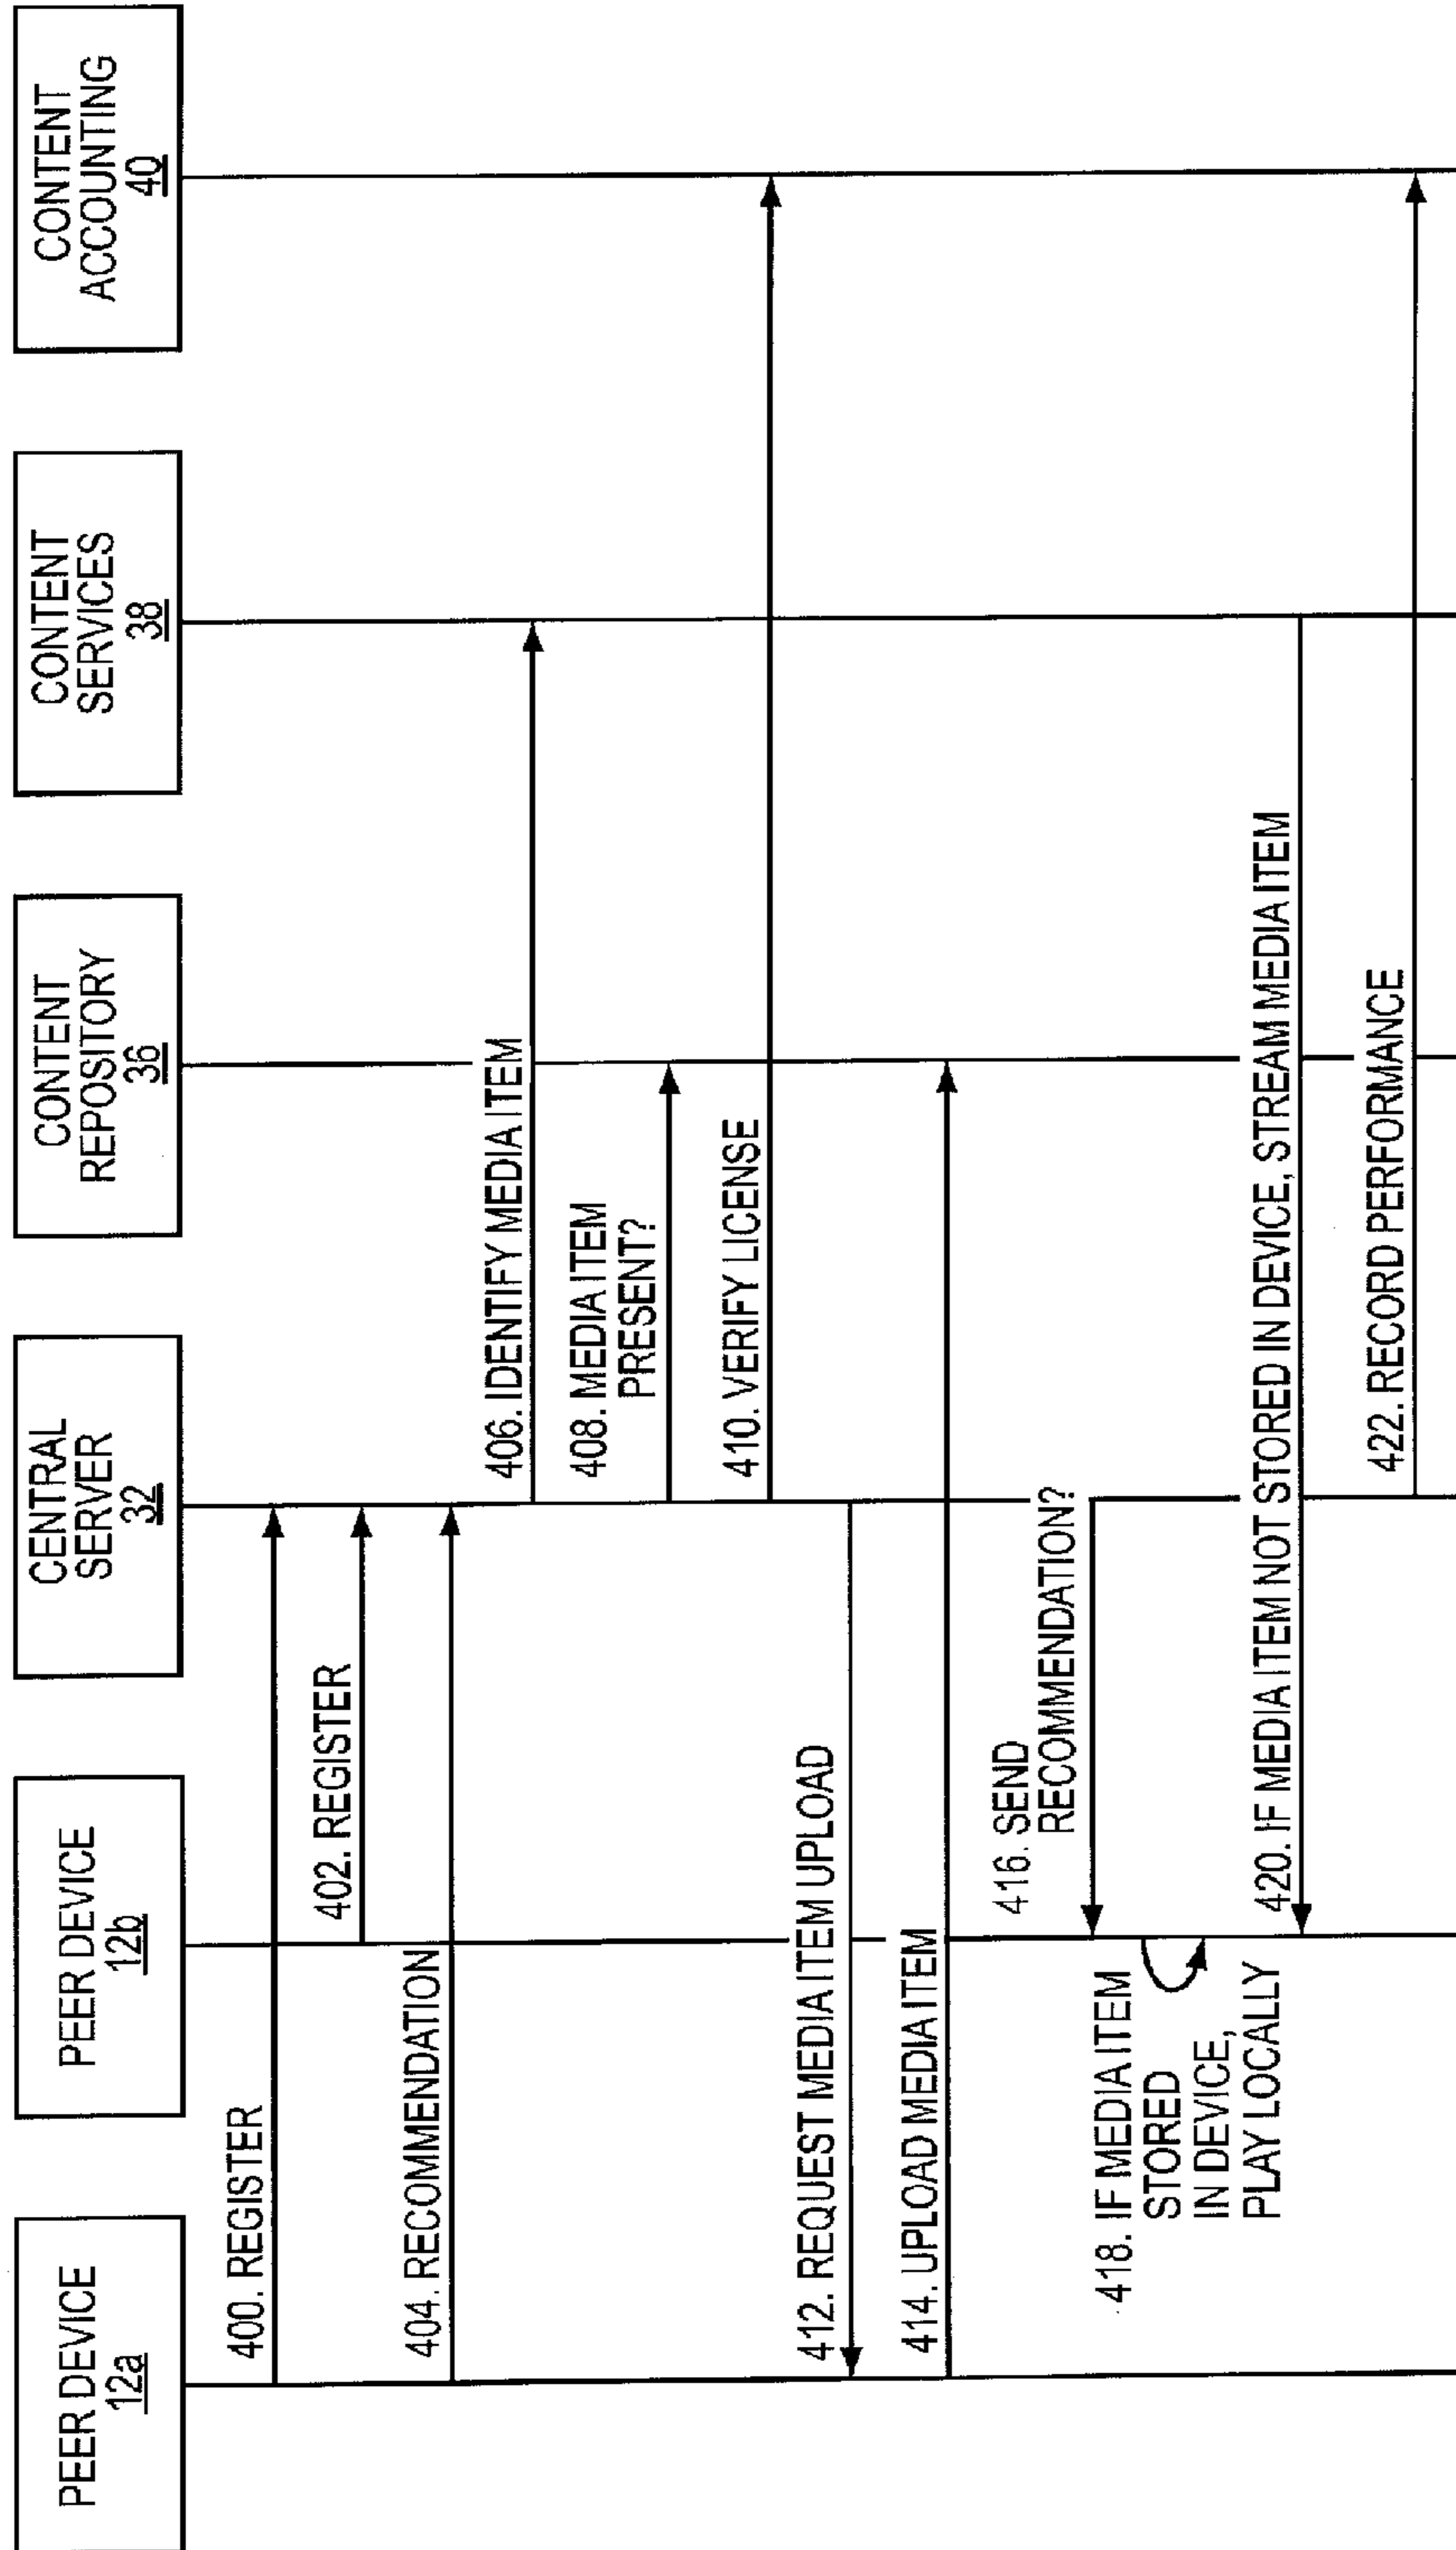 PEER DEVICE
12a
PEER DEVICE
12b
CENTRAL
SERVER
32
CONTENT
REPOSITORY
36
CONTENT
SERVICES
38
CONTENT
ACCOUNTING
40
400. REGISTER
402. REGISTER
404. RECOMMENDATION
406. IDENTIFY MEDIA ITEM
408. MEDIA ITEM
PRESENT?
410. VERIFY LICENSE
412. REQUEST MEDIA ITEM UPLOAD
414. UPLOAD MEDIA ITEM
416. SEND
RECOMMENDATION?
418. IF MEDIA ITEM
STORED
IN DEVICE,
PLAY LOCALLY
420. IF MEDIA ITEM NOT STORED IN DEVICE, STREAM MEDIA ITEM
422. RECORD PERFORMANCE